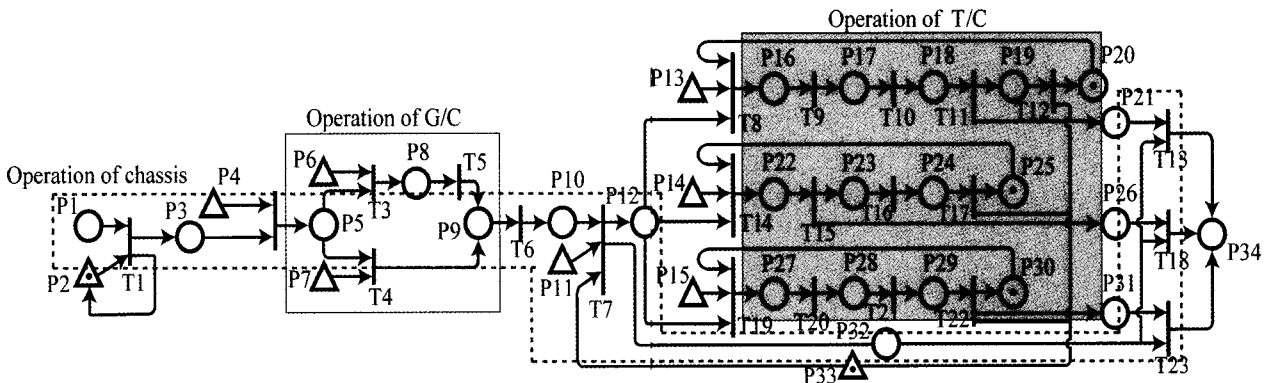 Operation of T/C
P16 P17 P18 P19 P20
P13
T8 T9 T10 T11 T12
P21
T13
Operation of G/C
P6 P8 T5
T3
Operation of chassis
P1 P3 P4
P2 T1
P5
P7 T4
P9 T6
P10 P12
P11 T7
P14
P22 P23 P24 P25
T14 T15 T16 T17
P26
T18
P34
P15
P27 P28 P29 P30
T19 T20 T2 T22
P31
P32
T23
P33